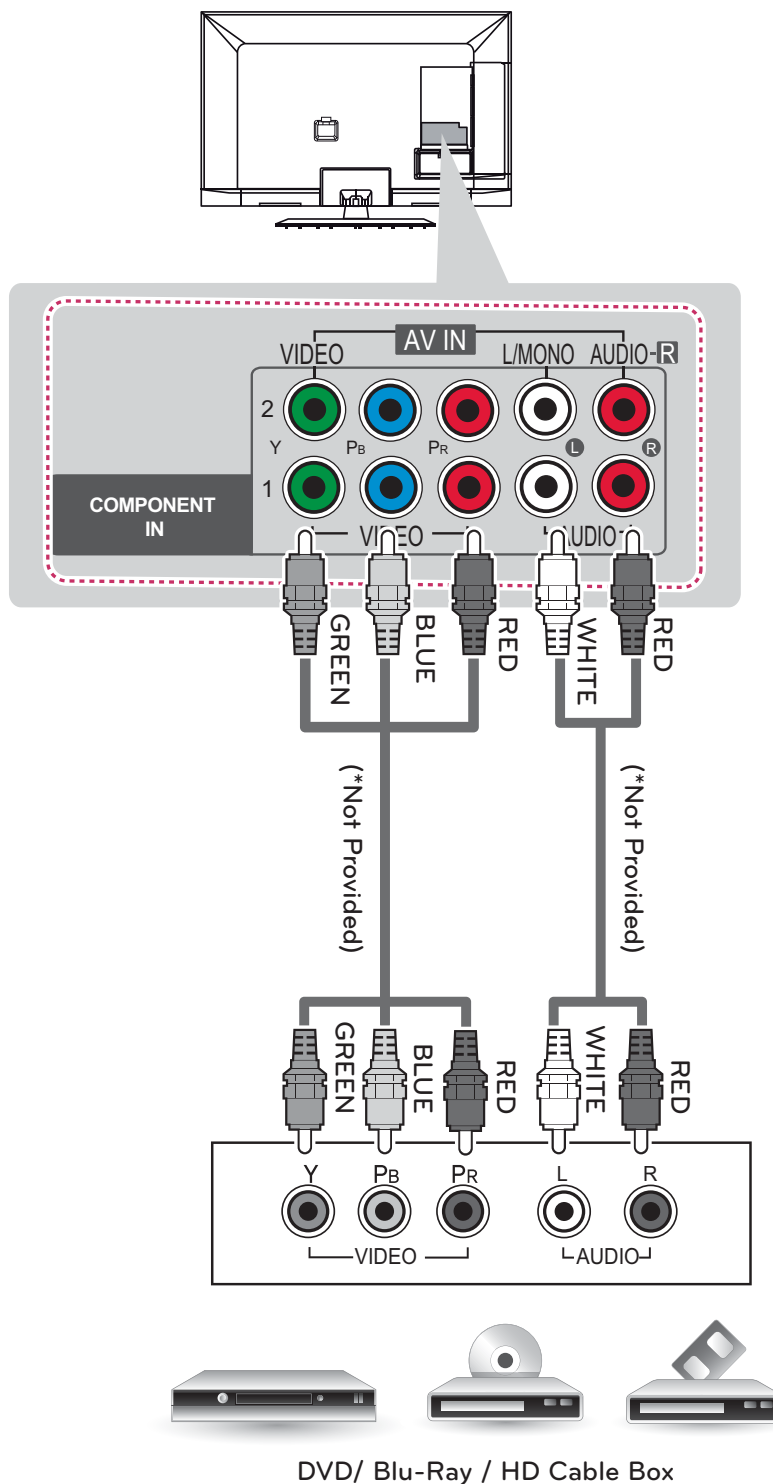 AV IN
VIDEO L/MONO AUDIO R
2
Y PB PR L R
1
COMPONENT
IN
VIDEO AUDIO
GREEN BLUE RED WHITE RED
(*Not Provided) (*Not Provided)
GREEN BLUE RED WHITE RED
Y PB PR L R
VIDEO AUDIO
DVD/ Blu-Ray / HD Cable Box